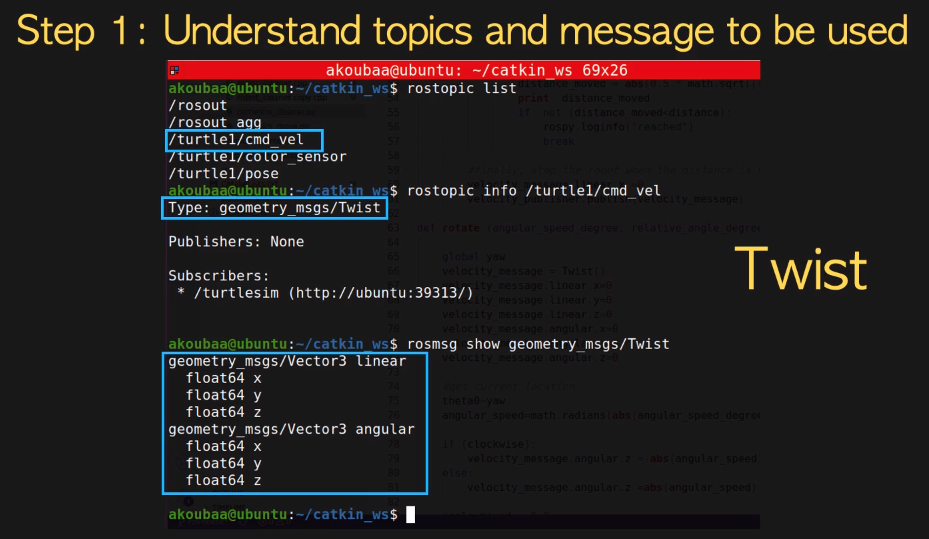 Step 1: Understand topics and message to be used
akoubaa@ubuntu: ~/catkin_ws 69x26
akoubaa@ubuntu:~/catkin_ws$ rostopic list
/rosout
/rosout_agg
/turtle1/cmd_vel
/turtle1/color_sensor
/turtle1/pose
akoubaa@ubuntu:~/catkin_ws$ rostopic info /turtle1/cmd_vel
Type: geometry_msgs/Twist
Publishers: None
Subscribers:
* /turtlesim (http://ubuntu:39313/)
Twist
akoubaa@ubuntu:~/catkin_ws$ rosmsg show geometry_msgs/Twist
geometry_msgs/Vector3 linear
float64 x
float64 y
float64 z
geometry_msgs/Vector3 angular
float64 x
float64 y
float64 z
akoubaa@ubuntu:~/catkin_ws$